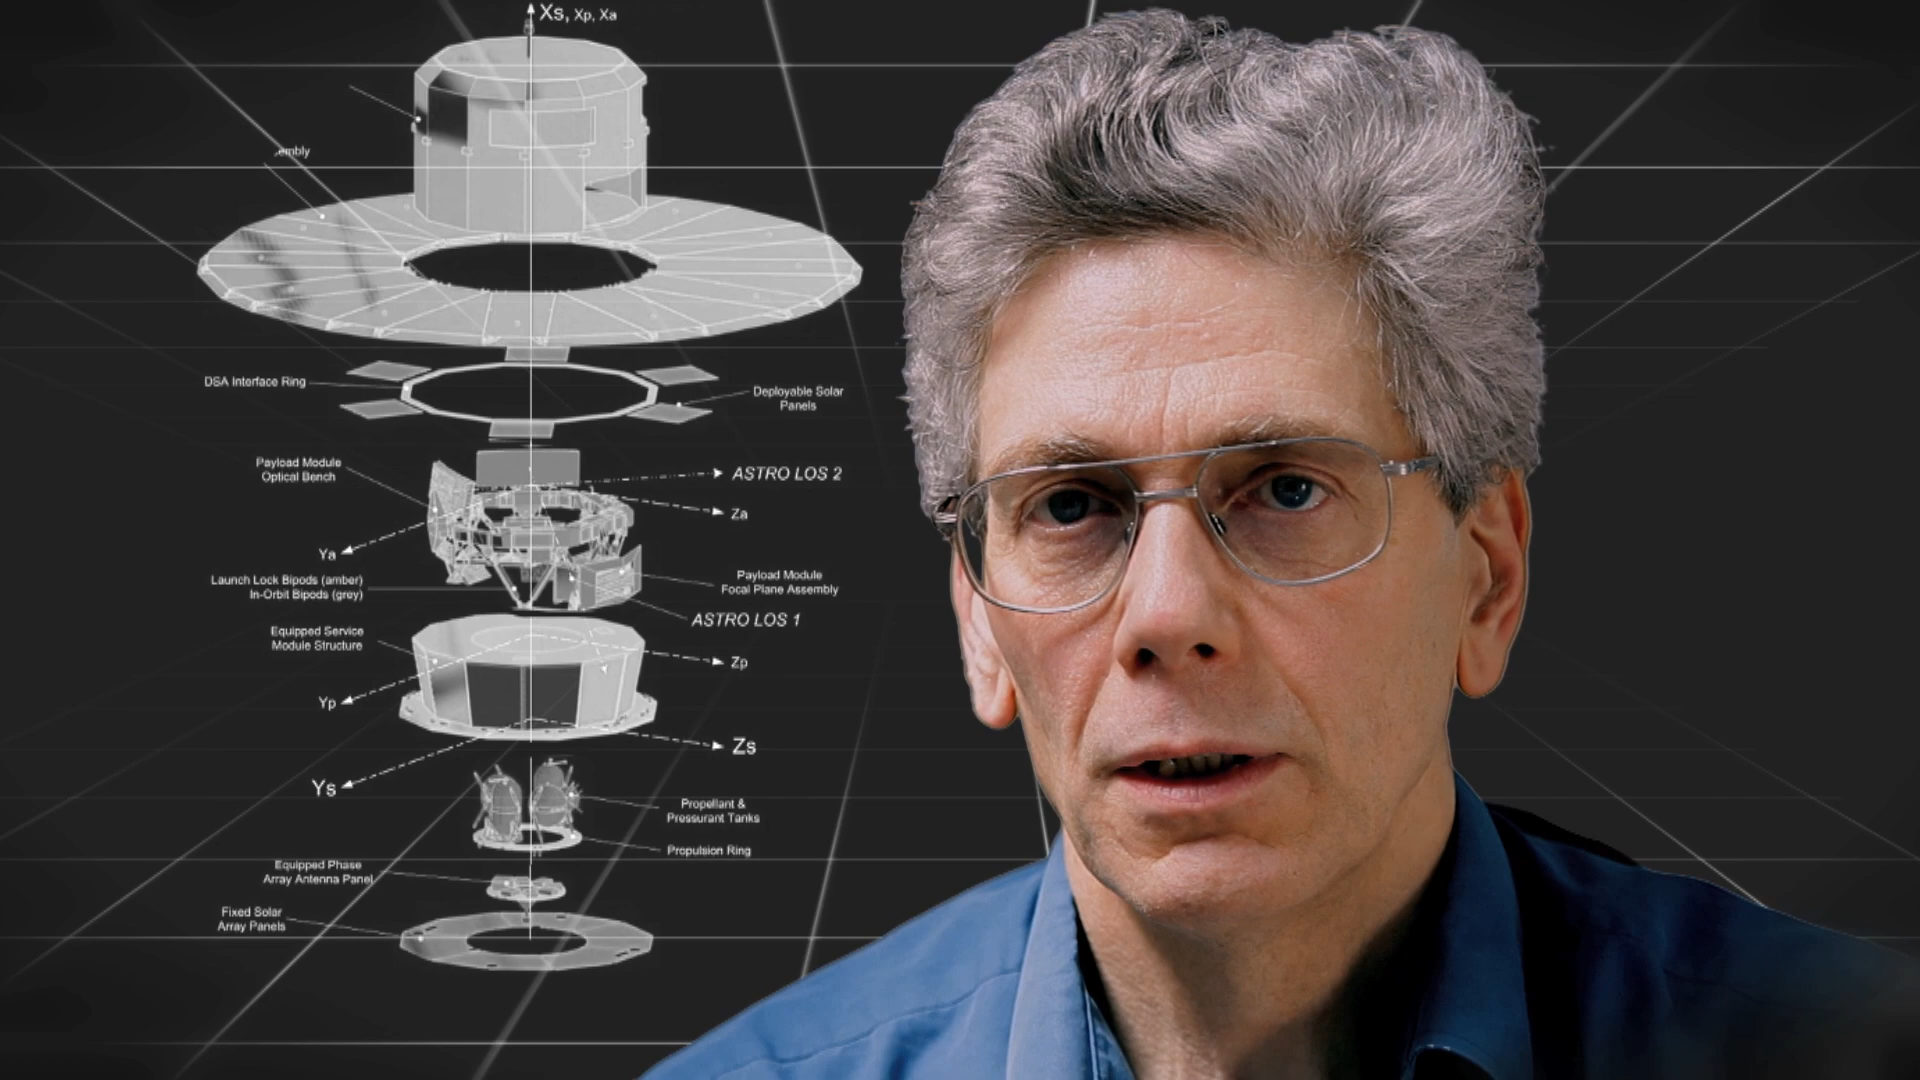 Xs, Xp, Xa
embly
DSA Interface Ring
Deployable Solar
Panels
Payload Module
Optical Bench
ASTRO LOS 2
Za
Ya
Launch Lock Bipods (amber)
In-Orbit Bipods (grey)
Payload Module
Focal Plane Assembly
ASTRO LOS 1
Equipped Service
Module Structure
Zp
Yp
Zs
Ys
Propellant &
Pressurant Tanks
Propulsion Ring
Equipped Phase
Array Antenna Panel
Fixed Solar
Array Panels